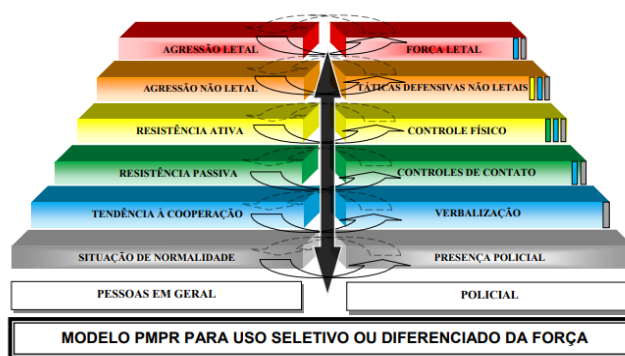 AGRESSÃO LETAL FORÇA LETAL
AGRESSÃO NÃO LETAL TÁTICAS DEFENSIVAS NÃO LETAIS
RESISTÊNCIA ATIVA CONTROLE FÍSICO
RESISTÊNCIA PASSIVA CONTROLES DE CONTATO
TENDÊNCIA À COOPERAÇÃO VERBALIZAÇÃO
SITUAÇÃO DE NORMALIDADE PRESENÇA POLICIAL
PESSOAS EM GERAL POLICIAL
MODELO PMPR PARA USO SELETIVO OU DIFERENCIADO DA FORÇA